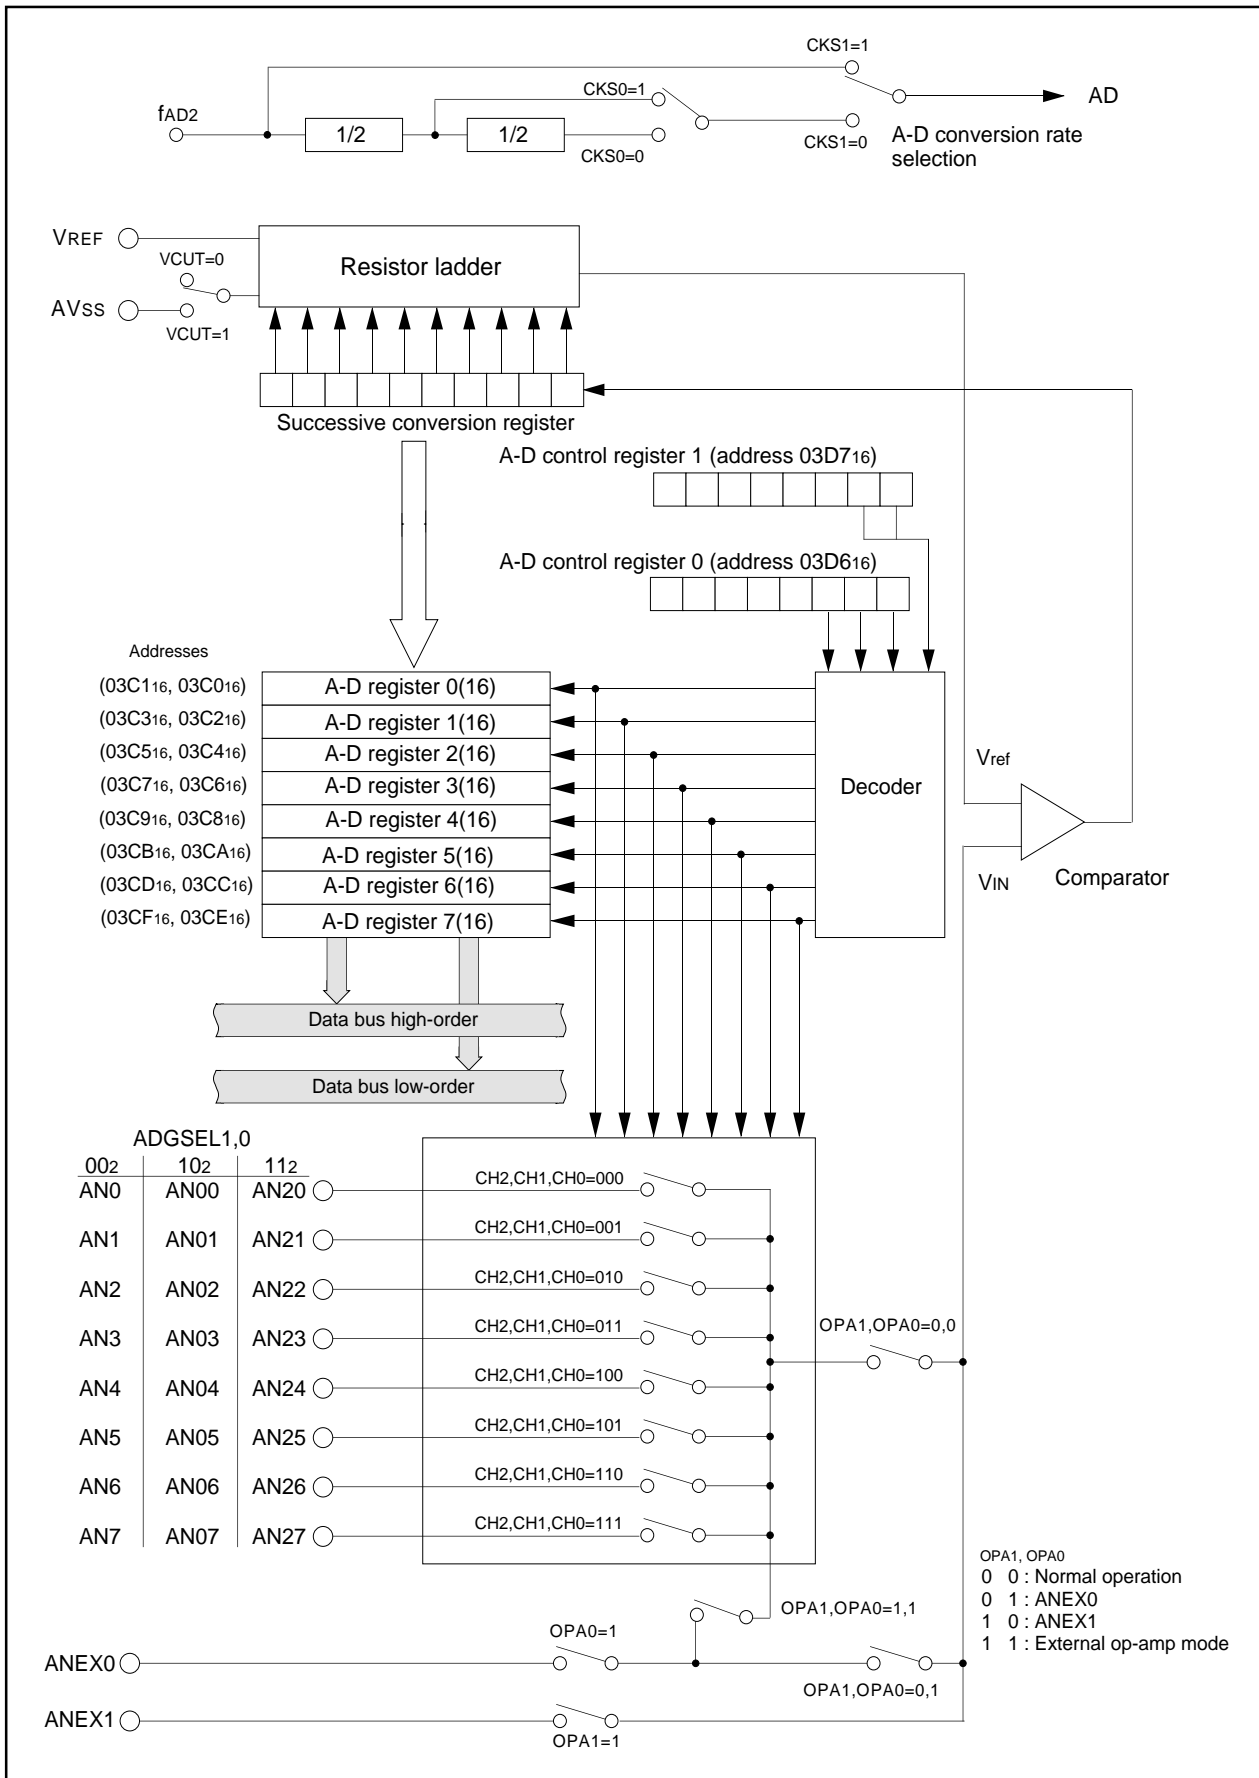 CKS1=1
fAD2
CKS0=1
AD
1/2
1/2
CKS0=0
CKS1=0
A-D conversion rate
selection
VREF
VCUT=0
Resistor ladder
AVSS
VCUT=1
Successive conversion register
A-D control register 1 (address 03D716)
A-D control register 0 (address 03D616)
Addresses
(03C116, 03C016)
A-D register 0(16)
(03C316, 03C216)
A-D register 1(16)
(03C516, 03C416)
A-D register 2(16)
(03C716, 03C616)
A-D register 3(16)
(03C916, 03C816)
A-D register 4(16)
(03CB16, 03CA16)
A-D register 5(16)
(03CD16, 03CC16)
A-D register 6(16)
(03CF16, 03CE16)
A-D register 7(16)
Decoder
Vref
VIN
Comparator
Data bus high-order
Data bus low-order
ADGSEL1,0
002 102 112
AN0 AN00 AN20
CH2,CH1,CH0=000
AN1 AN01 AN21
CH2,CH1,CH0=001
AN2 AN02 AN22
CH2,CH1,CH0=010
AN3 AN03 AN23
CH2,CH1,CH0=011
AN4 AN04 AN24
CH2,CH1,CH0=100
AN5 AN05 AN25
CH2,CH1,CH0=101
AN6 AN06 AN26
CH2,CH1,CH0=110
AN7 AN07 AN27
CH2,CH1,CH0=111
OPA1,OPA0=0,0
OPA1, OPA0
0 0 : Normal operation
0 1 : ANEX0
1 0 : ANEX1
1 1 : External op-amp mode
OPA1,OPA0=1,1
OPA0=1
ANEX0
OPA1,OPA0=0,1
ANEX1
OPA1=1